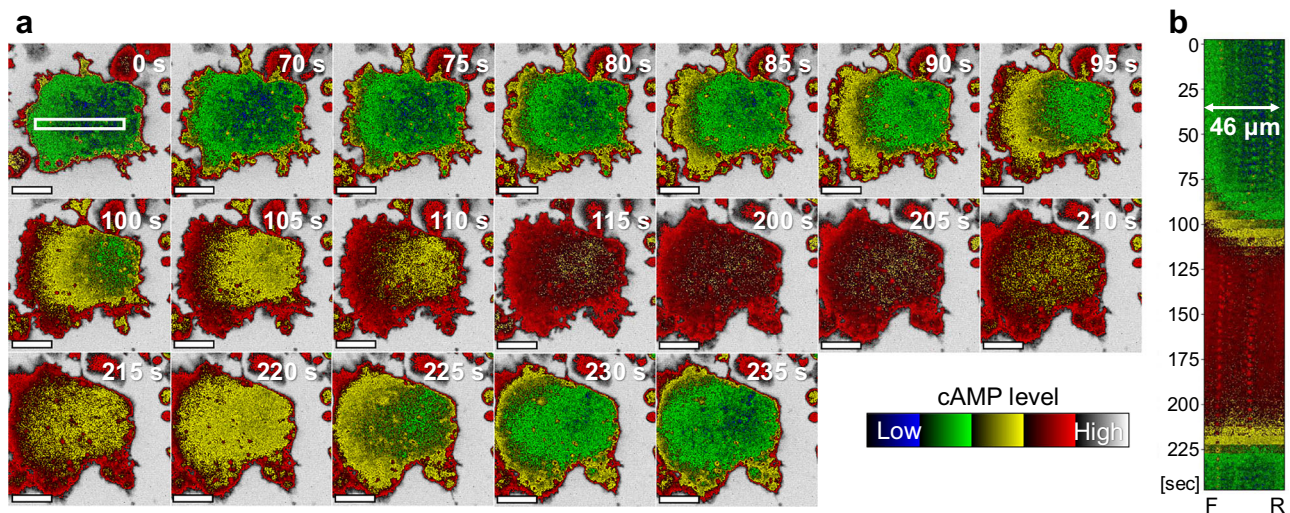 a
b
0 s
70 s
75 s
80 s
85 s
90 s
95 s
100 s
105 s
110 s
115 s
200 s
205 s
210 s
215 s
220 s
225 s
230 s
235 s
cAMP level
Low
High
0
25
50
75
100
125
150
175
200
225
[sec]
46 µm
F
R